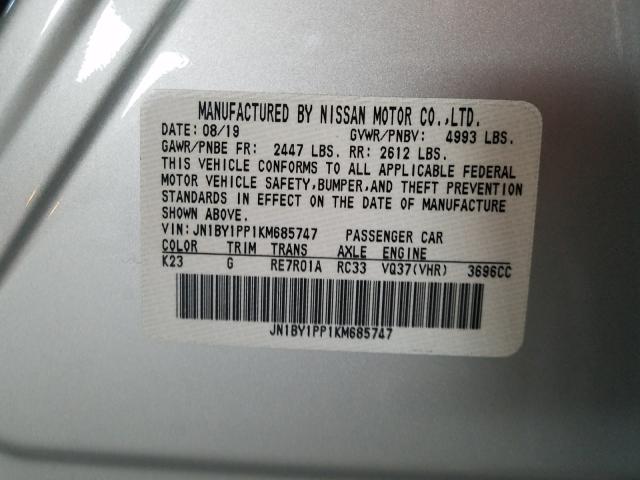 MANUFACTURED BY NISSAN MOTOR CO.,LTD.
DATE: 08/19 GVWR/PNBV: 4993 LBS.
GAWR/PNBE FR: 2447 LBS. RR: 2612 LBS.
THIS VEHICLE CONFORMS TO ALL APPLICABLE FEDERAL
MOTOR VEHICLE SAFETY,BUMPER,AND THEFT PREVENTION
STANDARDS IN EFFECT ON THE DATE OF MANUFACTURE
SHOWN ABOVE.
VIN: JN1BY1PP1KM685747 PASSENGER CAR
COLOR TRIM TRANS AXLE ENGINE
K23 G RE7R01A RC33 VQ37(VHR) 3696CC
JN1BY1PP1KM685747